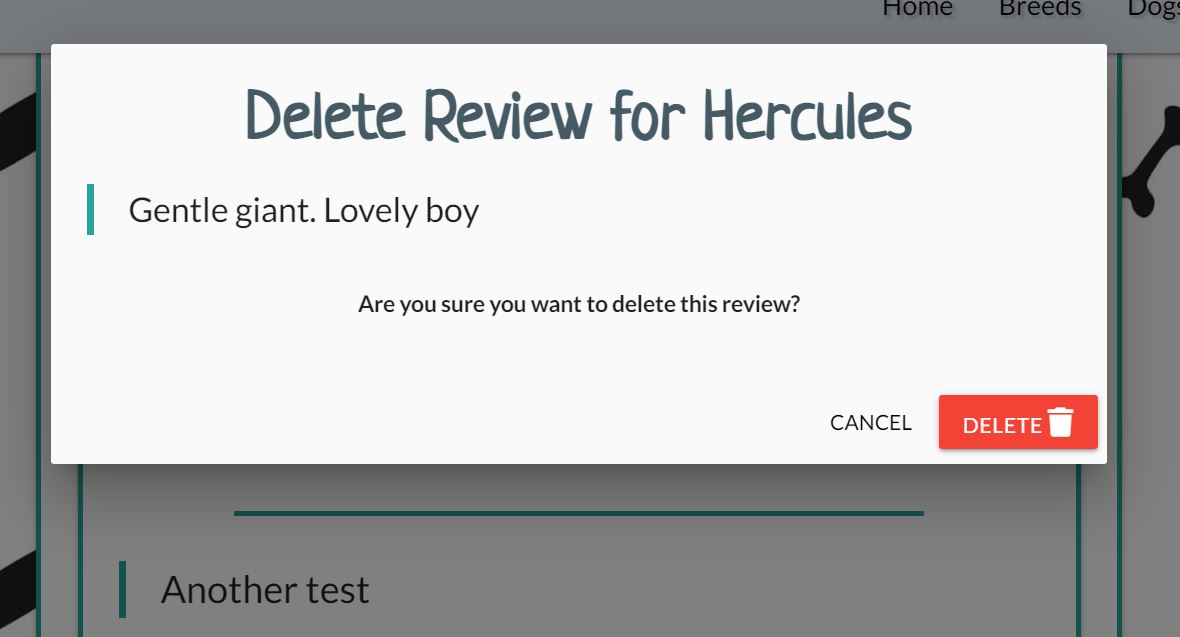 Home Breeds Dogs
Delete Review for Hercules
Gentle giant. Lovely boy
Are you sure you want to delete this review?
CANCEL DELETE
Another test